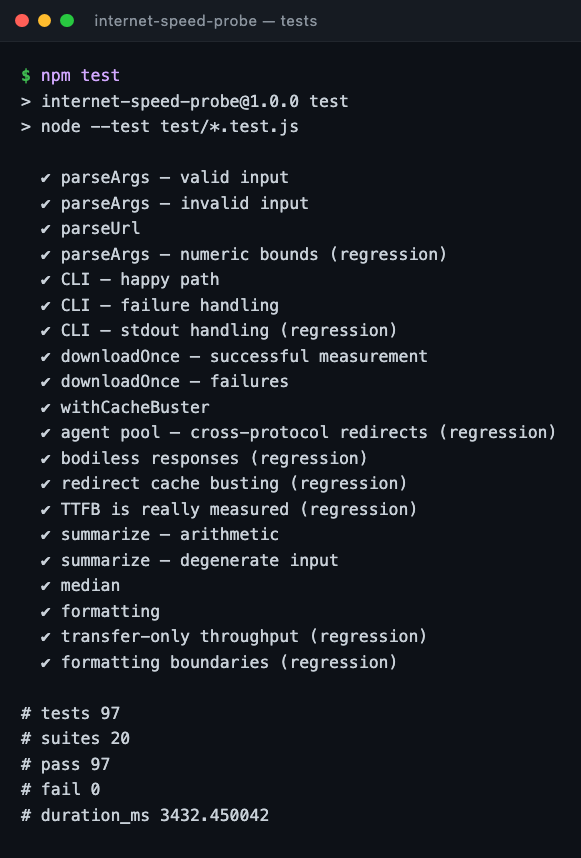 internet-speed-probe — tests
$ npm test
> internet-speed-probe@1.0.0 test
> node --test test/*.test.js
✔ parseArgs — valid input
✔ parseArgs — invalid input
✔ parseUrl
✔ parseArgs — numeric bounds (regression)
✔ CLI — happy path
✔ CLI — failure handling
✔ CLI — stdout handling (regression)
✔ downloadOnce — successful measurement
✔ downloadOnce — failures
✔ withCacheBuster
✔ agent pool — cross-protocol redirects (regression)
✔ bodiless responses (regression)
✔ redirect cache busting (regression)
✔ TTFB is really measured (regression)
✔ summarize — arithmetic
✔ summarize — degenerate input
✔ median
✔ formatting
✔ transfer-only throughput (regression)
✔ formatting boundaries (regression)
# tests 97
# suites 20
# pass 97
# fail 0
# duration_ms 3432.450042